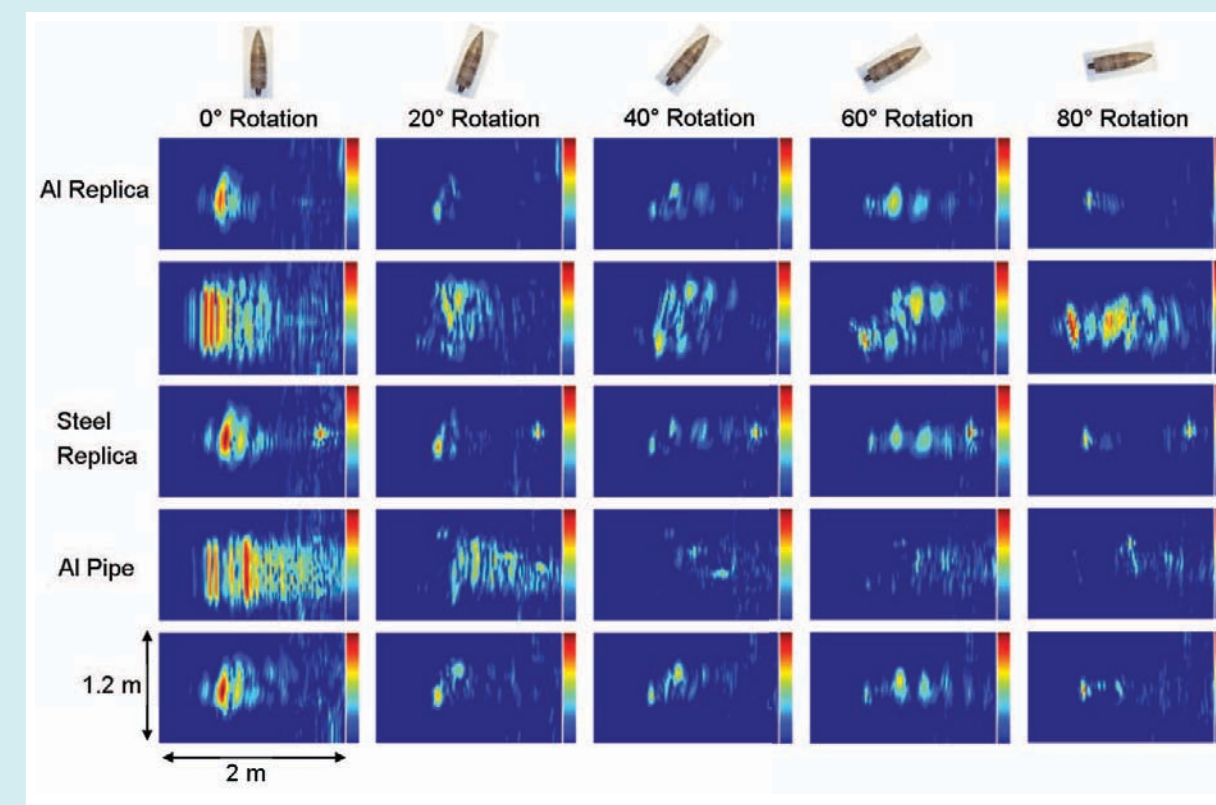 0° Rotation 20° Rotation 40° Rotation 60° Rotation 80° Rotation
Al Replica
Steel
Replica
Al Pipe
1.2 m
2 m